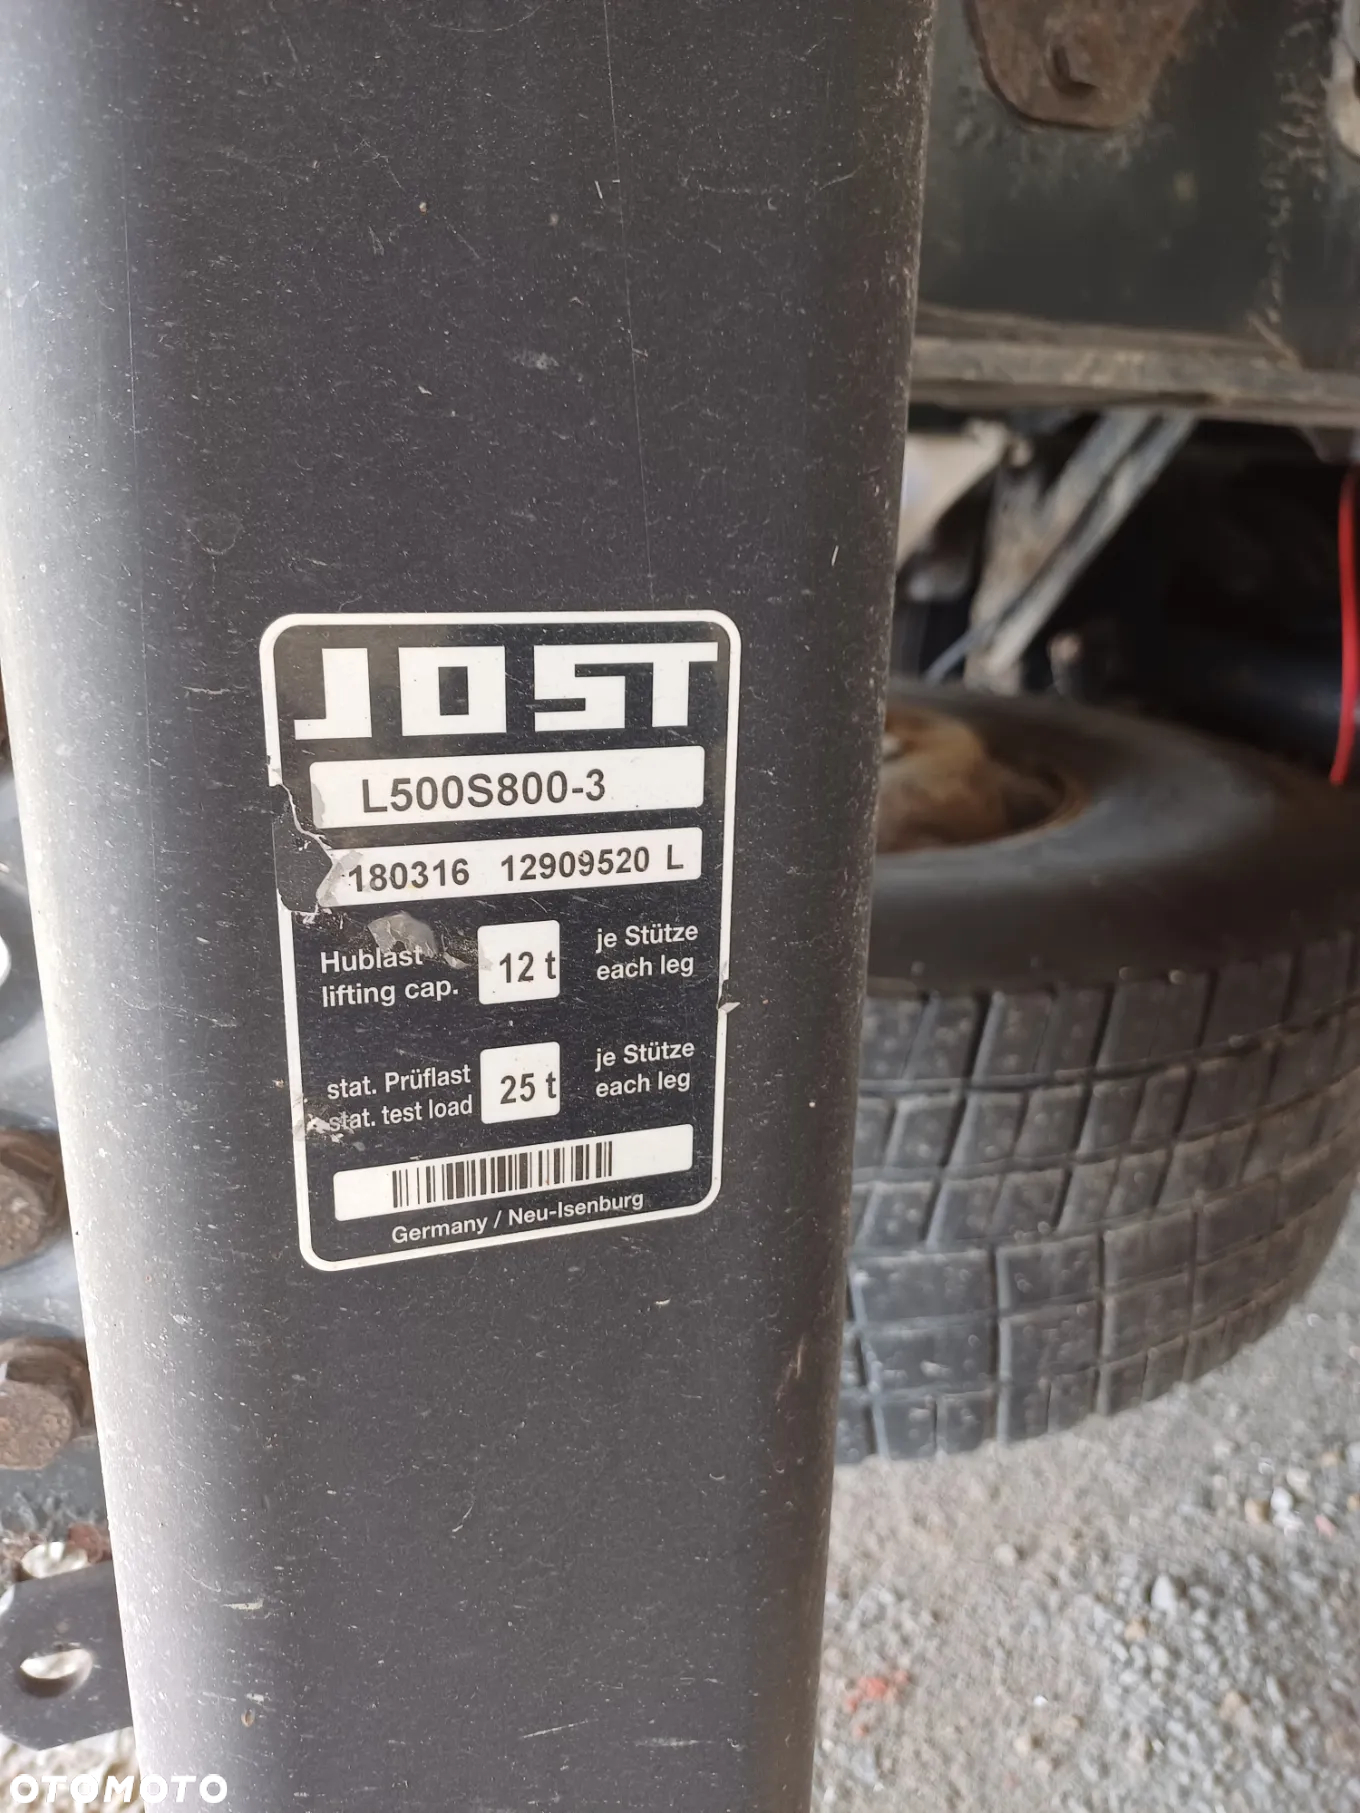 JOST
L500S800-3
180316 12909520 L
Hublast 12 t je Stütze
lifting cap. each leg
stat. Prüflast 25 t je Stütze
stat. test load each leg
Germany / Neu-Isenburg
OTOMOTO